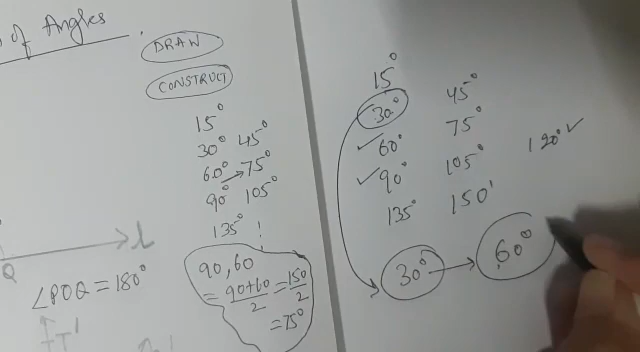 of Angles
DRAW
CONSTRUCT
15°
30° 45°
60° 75°
90° 105°
135° !
90, 60
= 90+60/2 = 150/2
= 75°
l
Q
∠POQ = 180°
15°
30° 45°
60° 75°
90° 105° 120°
135° 150'
30° → 60°